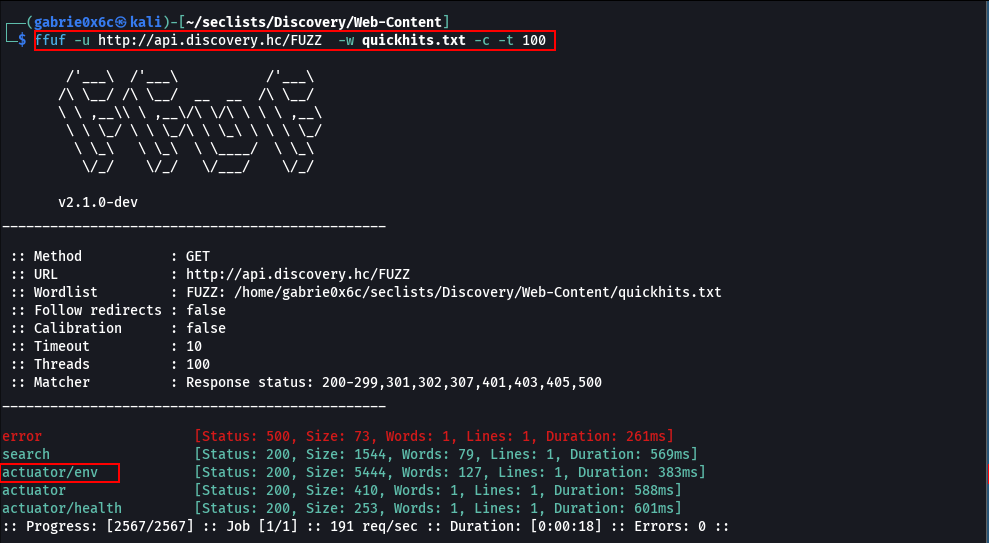 ┌──(gabrie0x6c㉿kali)-[~/seclists/Discovery/Web-Content]
└─$ ffuf -u http://api.discovery.hc/FUZZ  -w quickhits.txt -c -t 100
        /'___\  /'___\           /'___\
       /\ \__/ /\ \__/  __  __  /\ \__/
       \ \ ,__\\ \ ,__\/\ \/\ \ \ \ ,__\
        \ \ \_/ \ \ \_/\ \ \_\ \ \ \ \_/
         \ \_\   \ \_\  \ \____/  \ \_\
          \/_/    \/_/   \/___/    \/_/
       v2.1.0-dev
________________________________________________
 :: Method           : GET
 :: URL              : http://api.discovery.hc/FUZZ
 :: Wordlist         : FUZZ: /home/gabrie0x6c/seclists/Discovery/Web-Content/quickhits.txt
 :: Follow redirects : false
 :: Calibration      : false
 :: Timeout          : 10
 :: Threads          : 100
 :: Matcher          : Response status: 200-299,301,302,307,401,403,405,500
________________________________________________
error                   [Status: 500, Size: 73, Words: 1, Lines: 1, Duration: 261ms]
search                  [Status: 200, Size: 1544, Words: 79, Lines: 1, Duration: 569ms]
actuator/env            [Status: 200, Size: 5444, Words: 127, Lines: 1, Duration: 383ms]
actuator                [Status: 200, Size: 410, Words: 1, Lines: 1, Duration: 588ms]
actuator/health         [Status: 200, Size: 253, Words: 1, Lines: 1, Duration: 601ms]
:: Progress: [2567/2567] :: Job [1/1] :: 191 req/sec :: Duration: [0:00:18] :: Errors: 0 ::